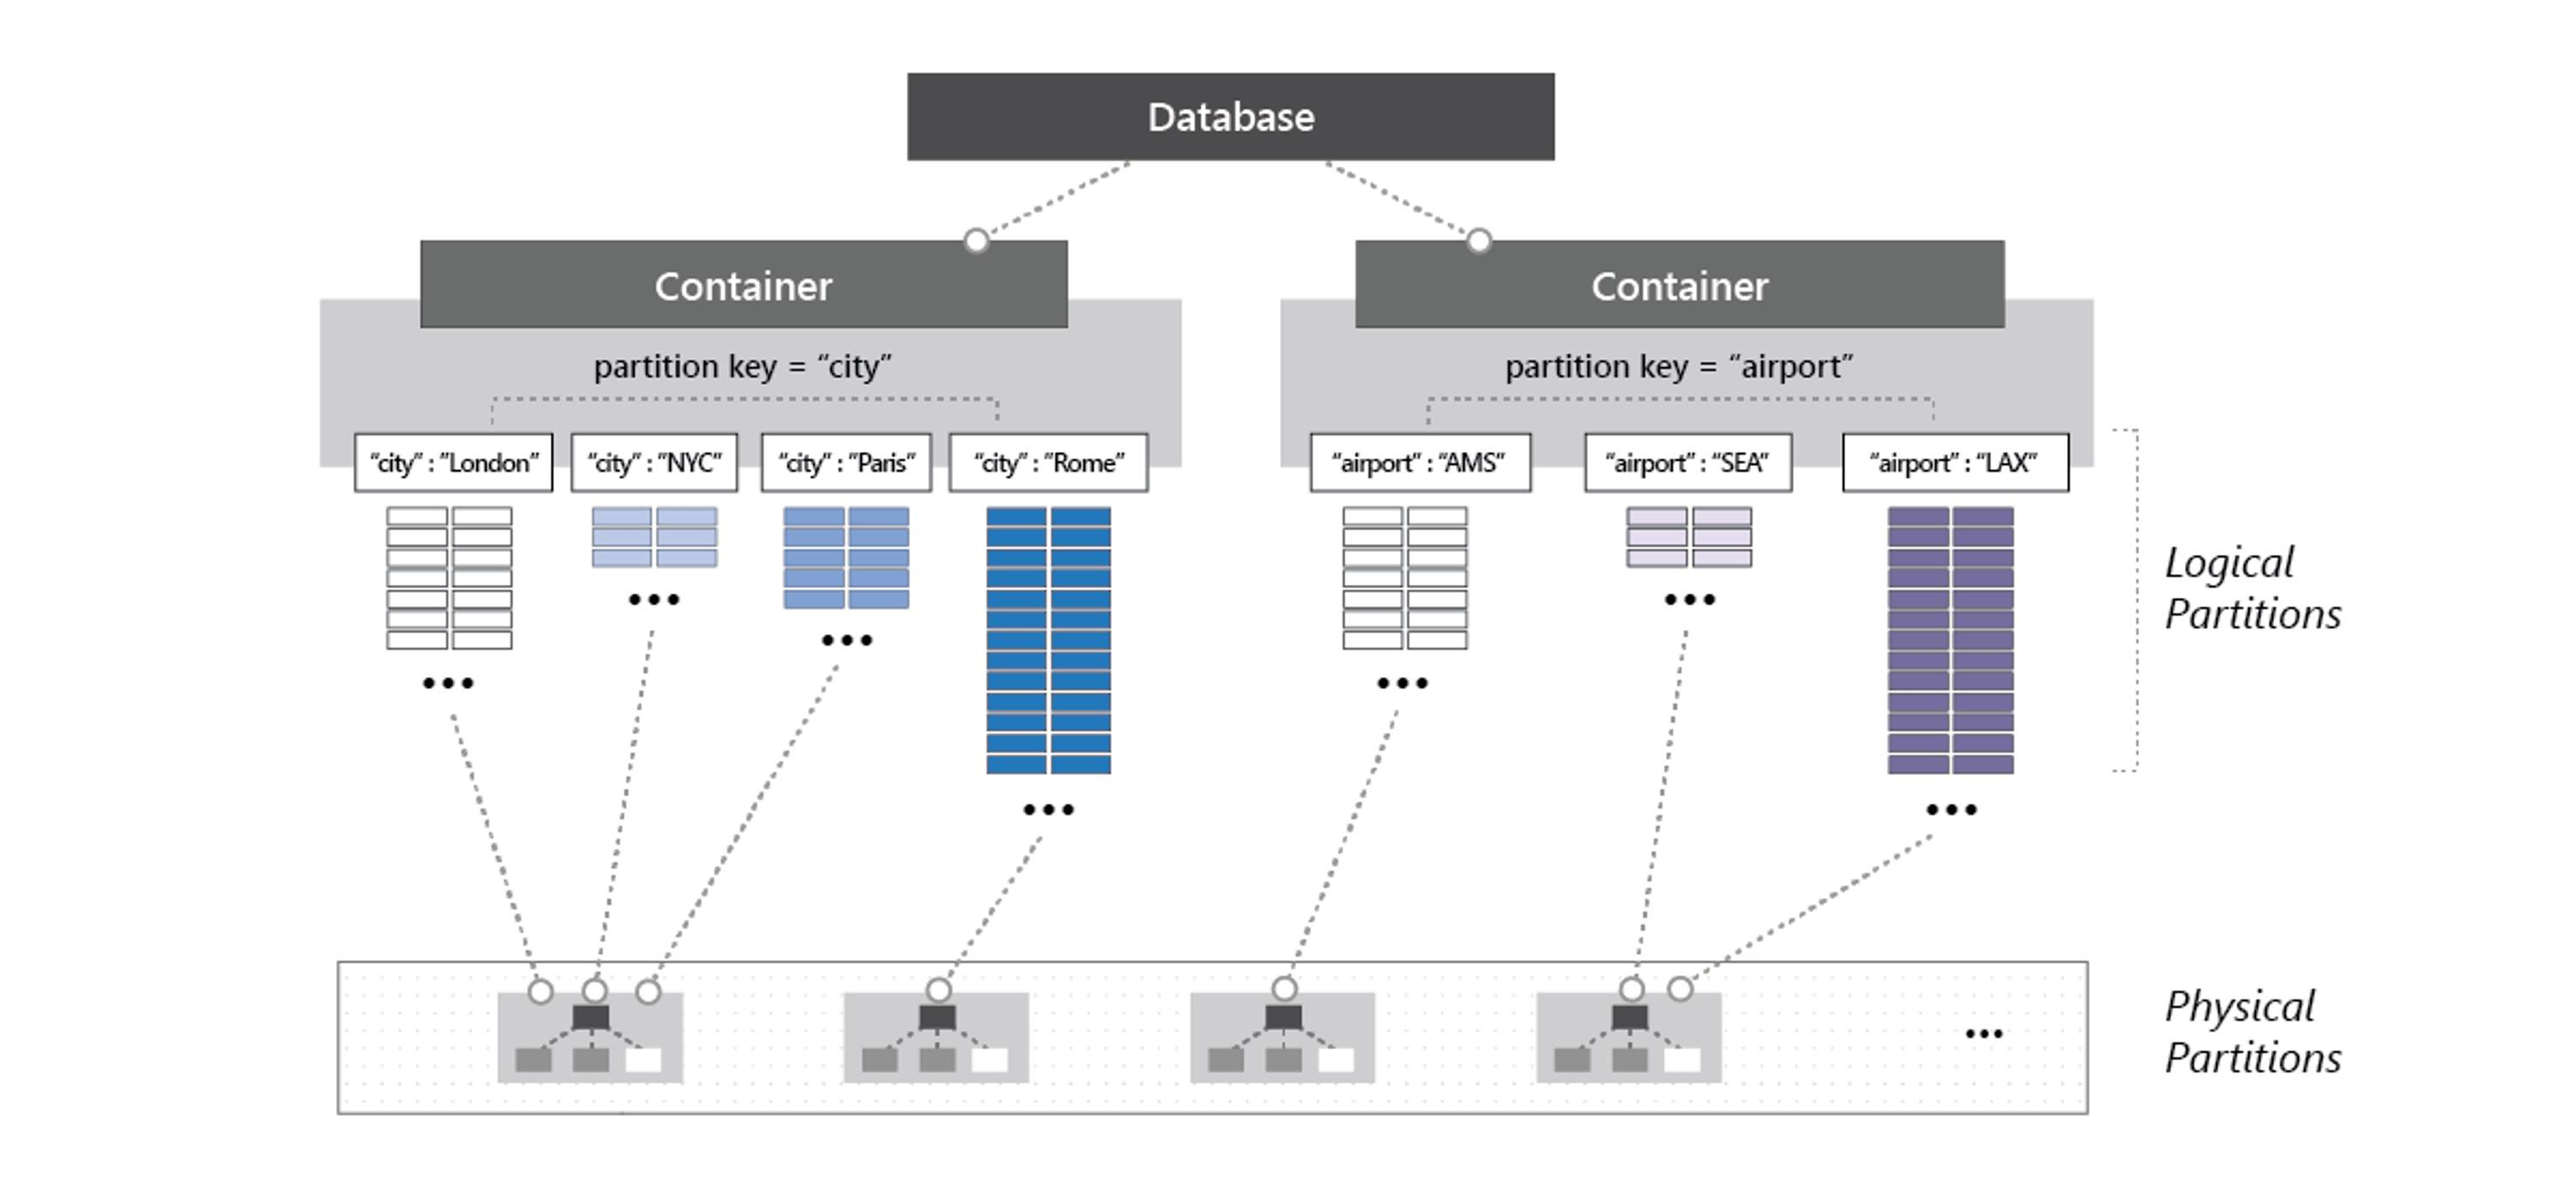 Database
Container
Container
partition key = “city”
partition key = “airport”
“city” : “London”
“city” : “NYC”
“city” : “Paris”
“city” : “Rome”
“airport” : “AMS”
“airport” : “SEA”
“airport” : “LAX”
Logical
Partitions
Physical
Partitions